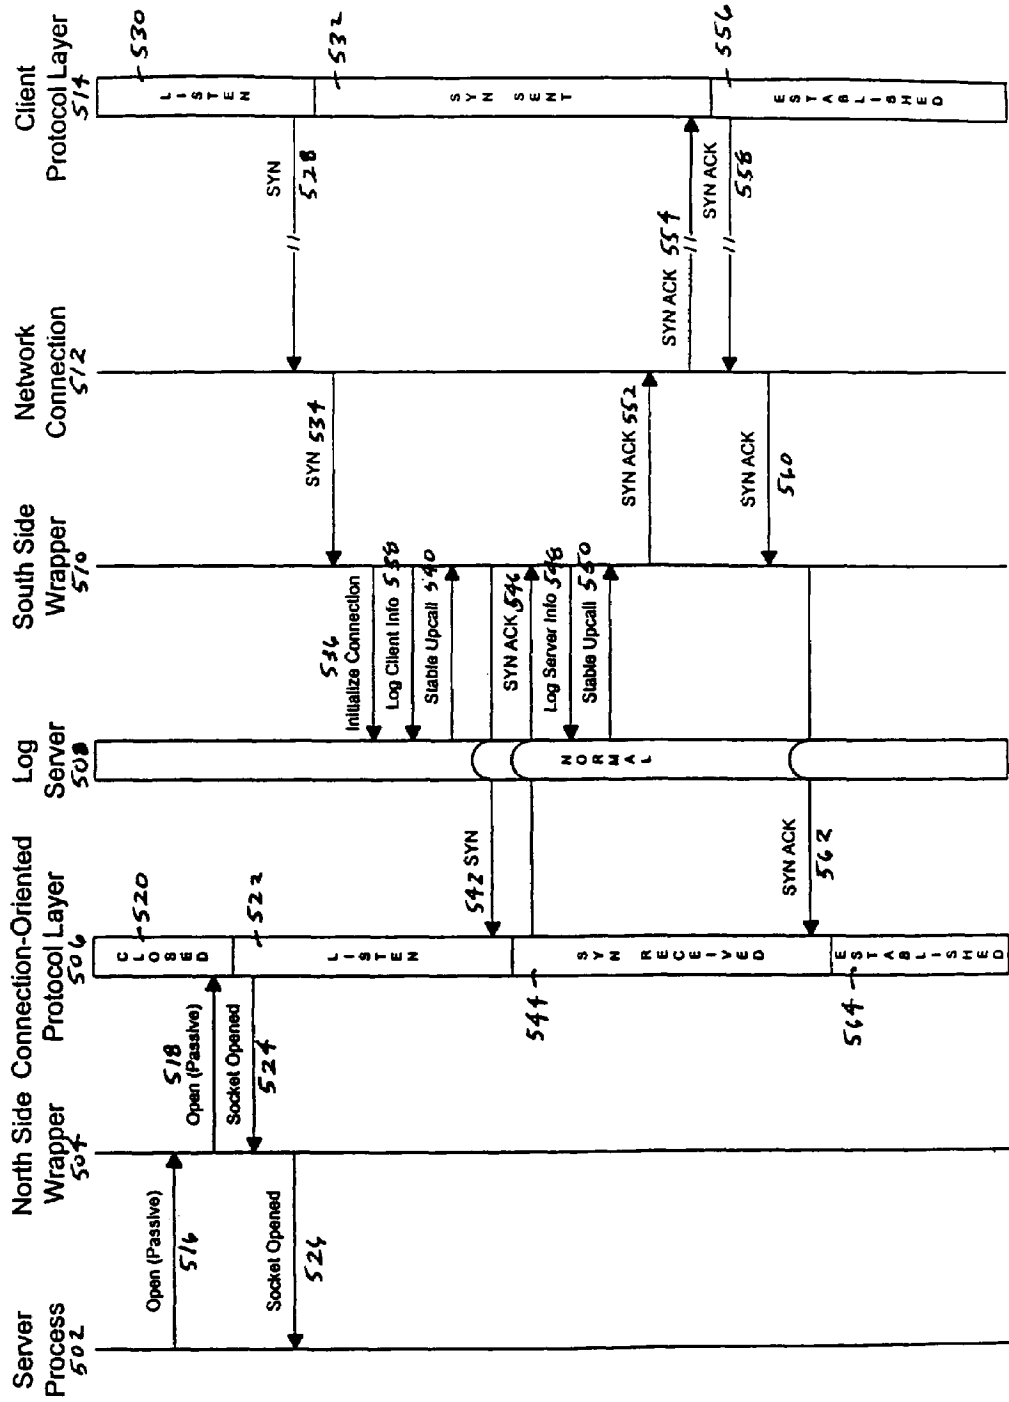 Server
Process
502
North Side
Wrapper
504
Connection-Oriented
Protocol Layer
506
Log
Server
508
South Side
Wrapper
510
Network
Connection
512
Client
Protocol Layer
514
Open (Passive)
516
518
Open (Passive)
CLOSED
520
Socket Opened
524
LISTEN
522
Socket Opened
526
SYN
528
LISTEN
530
SYN SENT
532
SYN 534
536
Initialize Connection
Log Client Info 538
Stable Upcall 540
542 SYN
SYN ACK 546
SYN RECEIVED
544
NORMAL
Log Server Info 548
Stable Upcall 550
SYN ACK 552
SYN ACK 554
ESTABLISHED
556
SYN ACK
558
SYN ACK
560
SYN ACK
562
ESTABLISHED
564